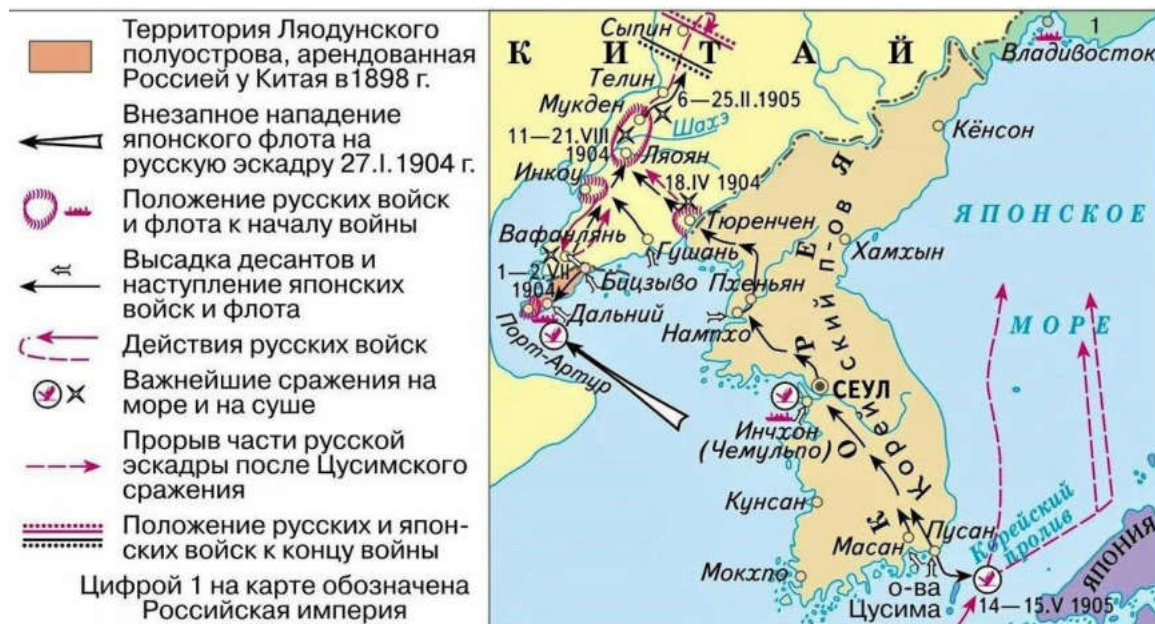 Территория Ляодунского
полуострова, арендованная
Россией у Китая в 1898 г.
Внезапное нападение
японского флота на
русскую эскадру 27.I.1904 г.
Положение русских войск
и флота к началу войны
Высадка десантов и
наступление японских
войск и флота
Действия русских войск
Важнейшие сражения на
море и на суше
Прорыв части русской
эскадры после Цусимского
сражения
Положение русских и япон-
ских войск к концу войны
Цифрой 1 на карте обозначена
Российская империя
Сыпин
КИТАЙ
1
Владивосток
Телин
Мукден
6—25.II.1905
Шахэ
11—21.VIII
1904
Ляоян
Кёнсон
Инкоу
18.IV 1904
Тюренчен
ЯПОНСКОЕ
МОРЕ
Вафанлянь
Гушань
Хамхын
1—2.VII
1904
Бицзыво
Пхеньян
Дальний
Нампхо
Порт-Артур
СЕУЛ
Инчхон
(Чемульпо)
КОРЕЯ
Корейский п-ов
Кунсан
Масан
Пусан
Корейский
пролив
Мокпхо
о-ва
Цусима
14—15.V 1905
ЯПОНИЯ